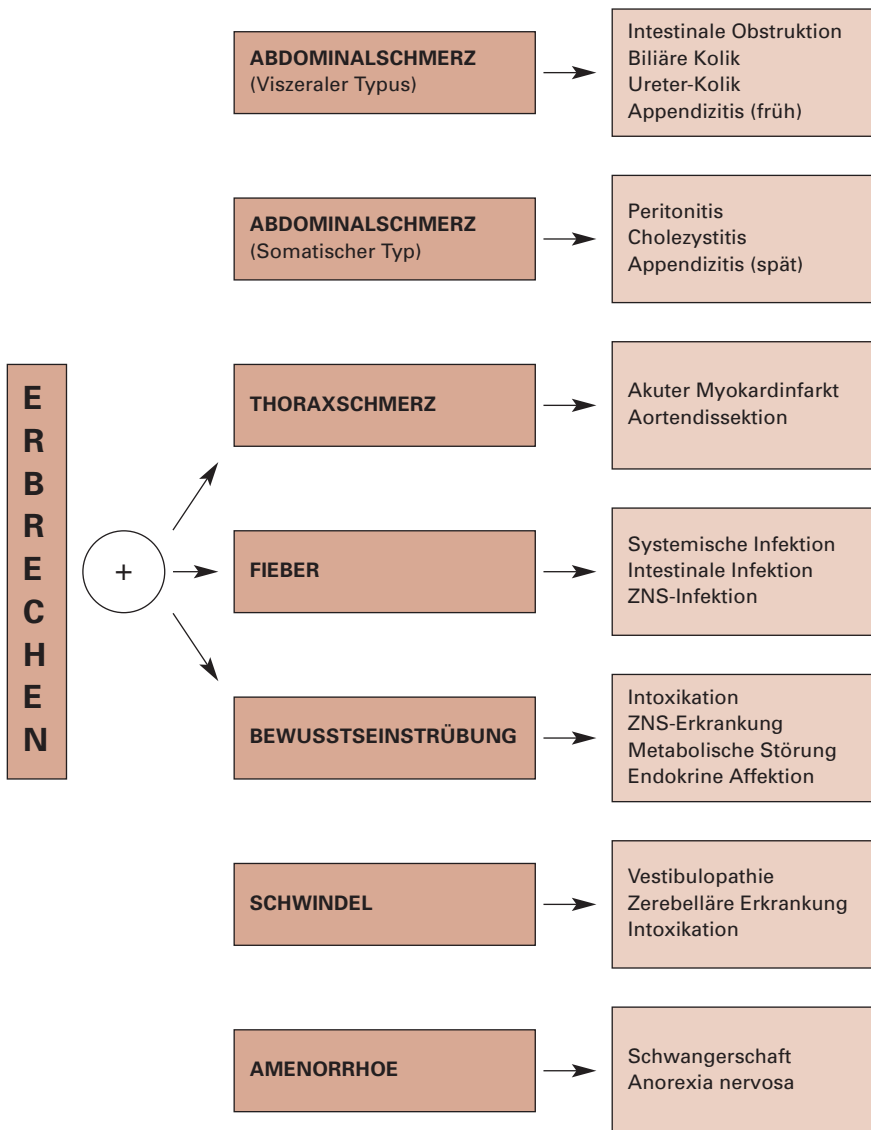 ABDOMINALSCHMERZ
(Viszeraler Typus)
Intestinale Obstruktion
Biliäre Kolik
Ureter-Kolik
Appendizitis (früh)
ABDOMINALSCHMERZ
(Somatischer Typ)
Peritonitis
Cholezystitis
Appendizitis (spät)
ERBRECHEN
+
THORAXSCHMERZ
Akuter Myokardinfarkt
Aortendissektion
FIEBER
Systemische Infektion
Intestinale Infektion
ZNS-Infektion
BEWUSSTSEINSTRÜBUNG
Intoxikation
ZNS-Erkrankung
Metabolische Störung
Endokrine Affektion
SCHWINDEL
Vestibulopathie
Zerebelläre Erkrankung
Intoxikation
AMENORRHOE
Schwangerschaft
Anorexia nervosa